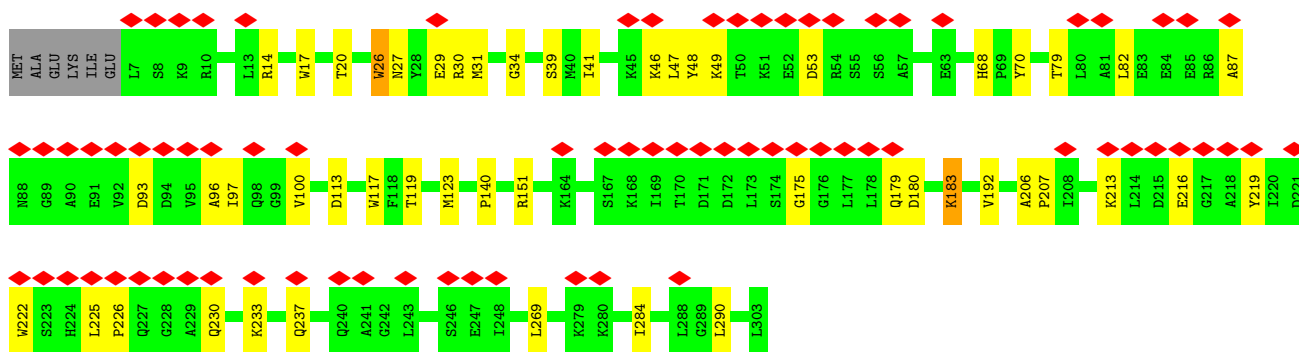 MET ALA GLU LYS ILE GLU L7 S8 K9 R10 L13 R14 W17 T20 W26 N27 Y28 E29 R30 M31 G34 S39 M40 I41 K45 K46 L47 Y48 K49 T50 K51 E52 D53 R54 S55 S56 A57 E63 H68 P69 Y70 T79 L80 A81 L82 E83 E84 E85 R86 A87
N88 G89 A90 E91 V92 D93 D94 V95 A96 I97 Q98 G99 V100 D113 W117 F118 T119 M123 P140 R151 K164 S167 K168 I169 T170 D171 D172 L173 S174 G175 G176 L177 L178 Q179 D180 K183 V192 A206 P207 I208 K213 L214 D215 E216 G217 A218 Y219 I220 D221
W222 S223 H224 L225 P226 Q227 G228 A229 Q230 K233 Q237 Q240 A241 G242 L243 S246 E247 I248 L269 K279 K280 I284 L288 G289 L290 L303